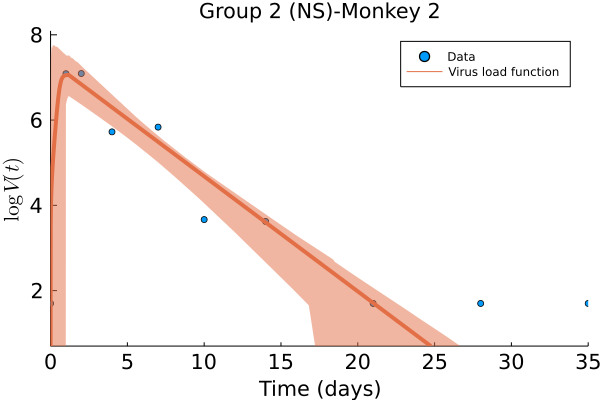 Group 2 (NS)-Monkey 2
Data
Virus load function
log V(t)
8
6
4
2
0 5 10 15 20 25 30 35
Time (days)